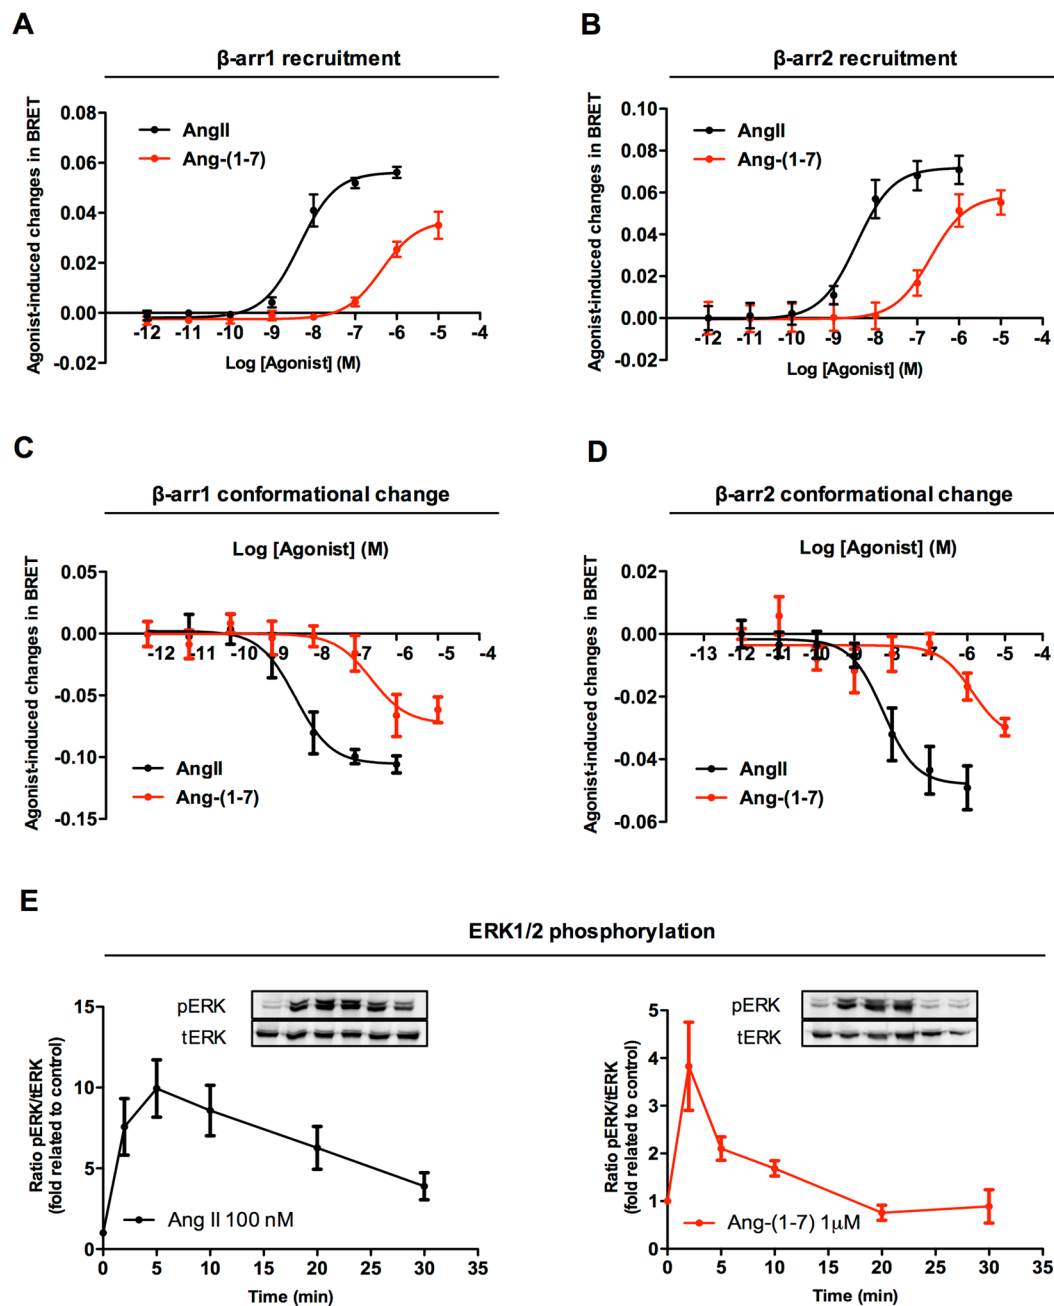 A
β-arr1 recruitment
Agonist-induced changes in BRET
0.08
0.06
0.04
0.02
0.00
-0.02
AngII
Ang-(1-7)
-12 -11 -10 -9 -8 -7 -6 -5 -4
Log [Agonist] (M)
B
β-arr2 recruitment
Agonist-induced changes in BRET
0.10
0.08
0.06
0.04
0.02
0.00
-0.02
AngII
Ang-(1-7)
-12 -11 -10 -9 -8 -7 -6 -5 -4
Log [Agonist] (M)
C
β-arr1 conformational change
Log [Agonist] (M)
Agonist-induced changes in BRET
0.05
0.00
-0.05
-0.10
-0.15
-12 -11 -10 -9 -8 -7 -6 -5 -4
AngII
Ang-(1-7)
D
β-arr2 conformational change
Log [Agonist] (M)
Agonist-induced changes in BRET
0.02
0.00
-0.02
-0.04
-0.06
-13 -12 -11 -10 -9 -8 -7 -6 -5 -4
AngII
Ang-(1-7)
E
ERK1/2 phosphorylation
pERK
tERK
Ratio pERK/tERK
(fold related to control)
15
10
5
0
Ang II 100 nM
0 5 10 15 20 25 30 35
Time (min)
pERK
tERK
Ratio pERK/tERK
(fold related to control)
5
4
3
2
1
0
Ang-(1-7) 1μM
0 5 10 15 20 25 30 35
Time (min)